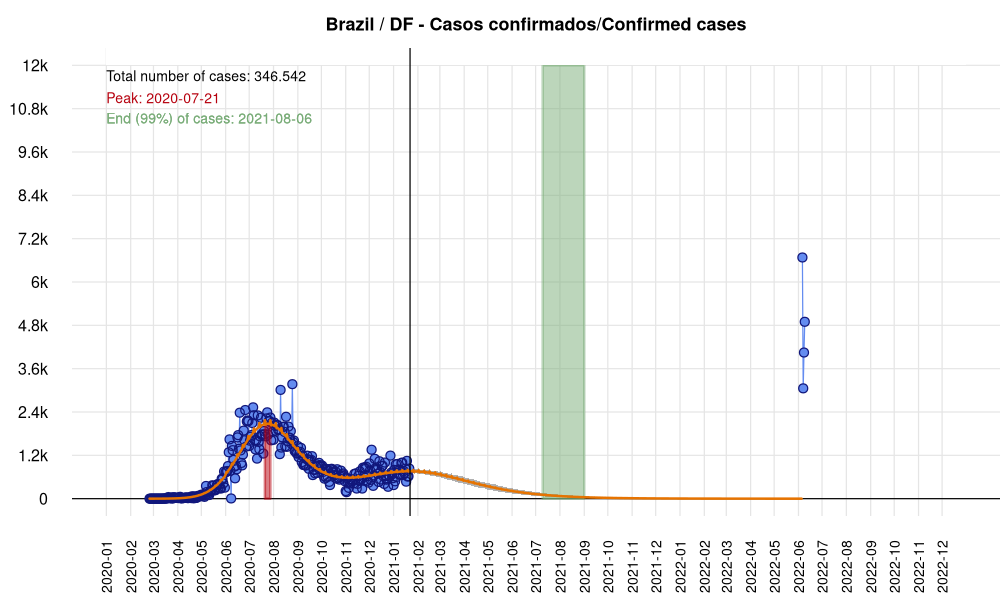 Brazil / DF - Casos confirmados/Confirmed cases
Total number of cases: 346.542
Peak: 2020-07-21
End (99%) of cases: 2021-08-06
12k
10.8k
9.6k
8.4k
7.2k
6k
4.8k
3.6k
2.4k
1.2k
0
2020-01
2020-02
2020-03
2020-04
2020-05
2020-06
2020-07
2020-08
2020-09
2020-10
2020-11
2020-12
2021-01
2021-02
2021-03
2021-04
2021-05
2021-06
2021-07
2021-08
2021-09
2021-10
2021-11
2021-12
2022-01
2022-02
2022-03
2022-04
2022-05
2022-06
2022-07
2022-08
2022-09
2022-10
2022-11
2022-12